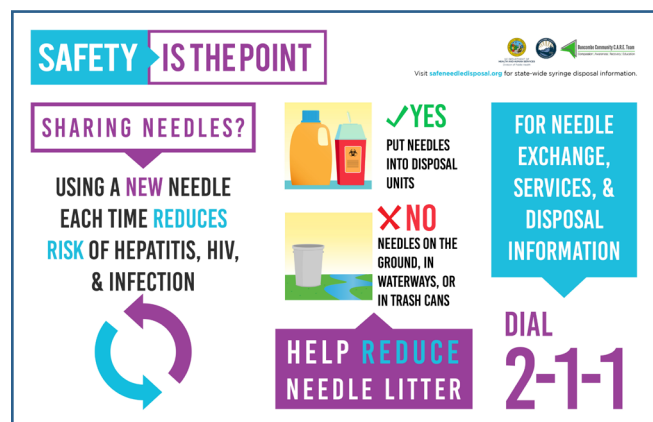 SAFETY IS THE POINT
Buncombe Community C.A.R.E. Team
Visit safeneedledisposal.org for state-wide syringe disposal information.
SHARING NEEDLES?
USING A NEW NEEDLE
EACH TIME REDUCES
RISK OF HEPATITIS, HIV,
& INFECTION
YES
PUT NEEDLES
INTO DISPOSAL
UNITS
NO
NEEDLES ON THE
GROUND, IN
WATERWAYS, OR
IN TRASH CANS
HELP REDUCE
NEEDLE LITTER
FOR NEEDLE
EXCHANGE,
SERVICES, &
DISPOSAL
INFORMATION
DIAL
2-1-1